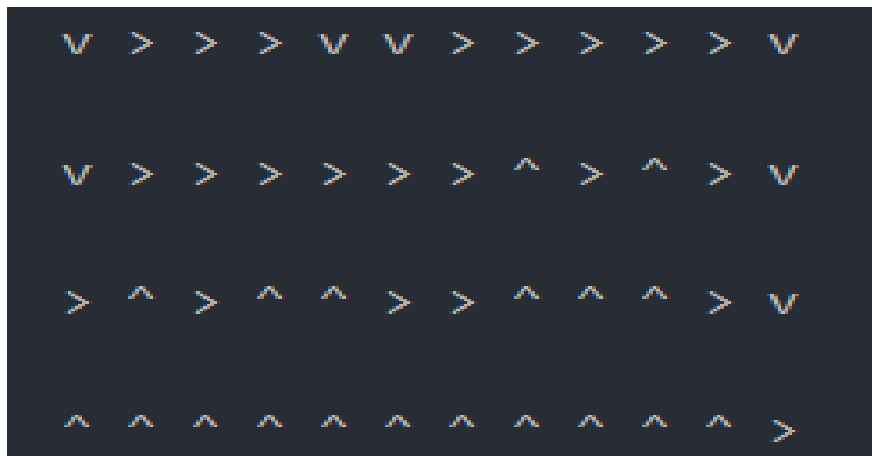 v > > > v v > > > > > v
v > > > > > > ^ > ^ > v
> ^ > ^ ^ > > ^ ^ ^ > v
^ ^ ^ ^ ^ ^ ^ ^ ^ ^ ^ >